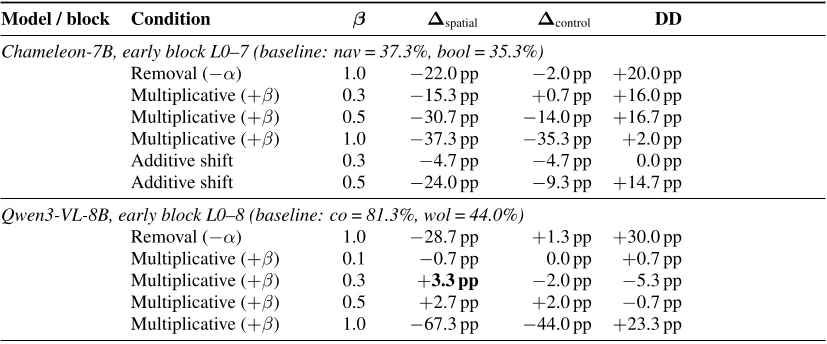 Model / block Condition β Δspatial Δcontrol DD
Chameleon-7B, early block L0–7 (baseline: nav = 37.3%, bool = 35.3%)
Removal (−α) 1.0 −22.0 pp −2.0 pp +20.0 pp
Multiplicative (+β) 0.3 −15.3 pp +0.7 pp +16.0 pp
Multiplicative (+β) 0.5 −30.7 pp −14.0 pp +16.7 pp
Multiplicative (+β) 1.0 −37.3 pp −35.3 pp +2.0 pp
Additive shift 0.3 −4.7 pp −4.7 pp 0.0 pp
Additive shift 0.5 −24.0 pp −9.3 pp +14.7 pp
Qwen3-VL-8B, early block L0–8 (baseline: co = 81.3%, wol = 44.0%)
Removal (−α) 1.0 −28.7 pp +1.3 pp +30.0 pp
Multiplicative (+β) 0.1 −0.7 pp 0.0 pp +0.7 pp
Multiplicative (+β) 0.3 +3.3 pp −2.0 pp −5.3 pp
Multiplicative (+β) 0.5 +2.7 pp +2.0 pp −0.7 pp
Multiplicative (+β) 1.0 −67.3 pp −44.0 pp +23.3 pp